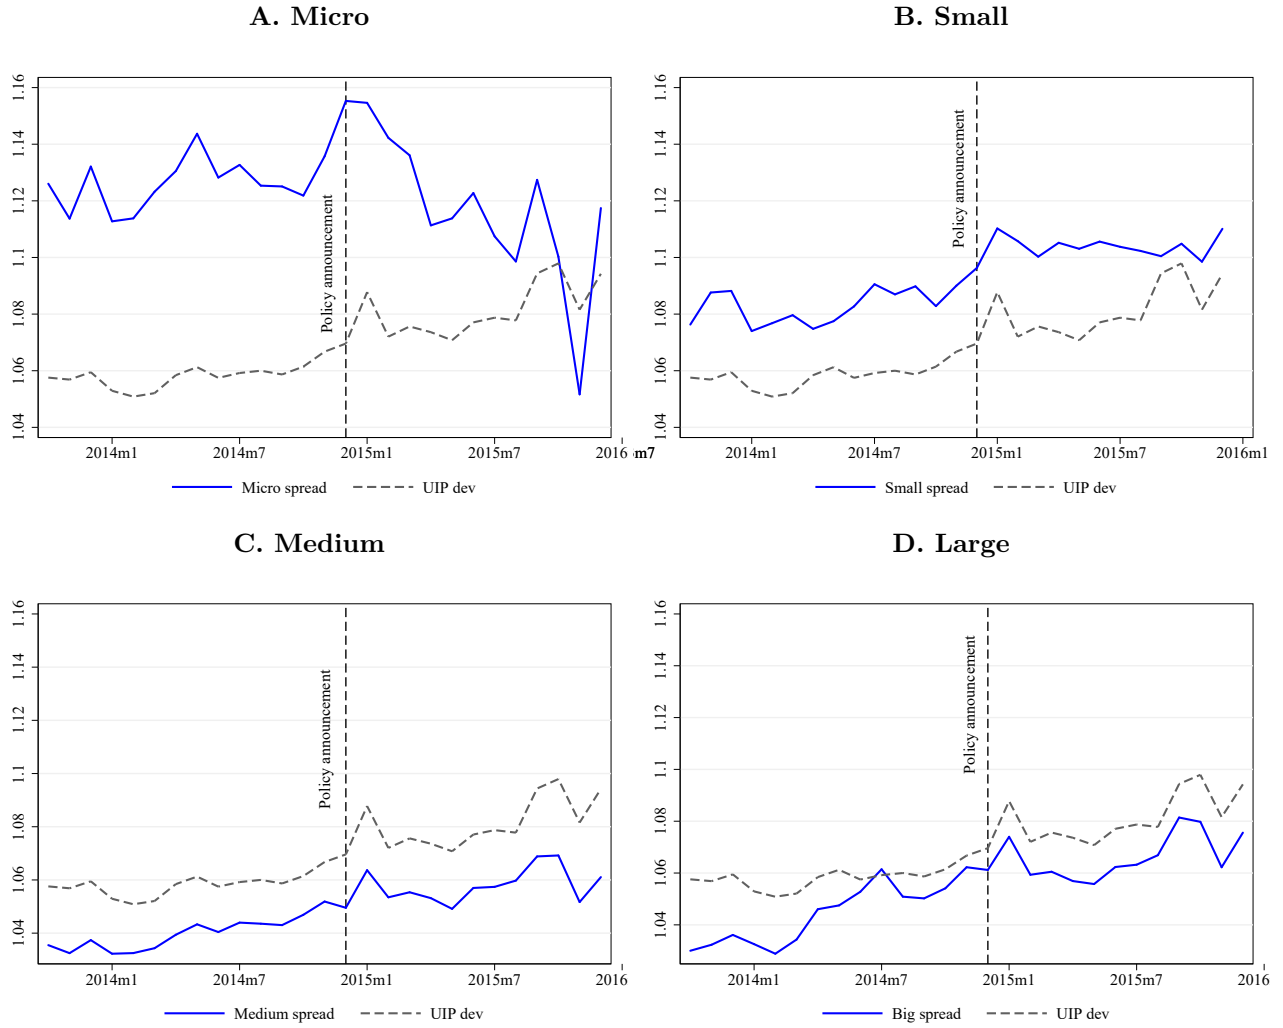 A. Micro
B. Small
1.16
1.14
1.12
1.1
1.08
1.06
1.04
Policy announcement
2014m1 2014m7 2015m1 2015m7 2016 m7
Micro spread UIP dev
1.16
1.14
1.12
1.1
1.08
1.06
1.04
Policy announcement
2014m1 2014m7 2015m1 2015m7 2016m1
Small spread UIP dev
C. Medium
D. Large
1.16
1.14
1.12
1.1
1.08
1.06
1.04
Policy announcement
2014m1 2014m7 2015m1 2015m7 2016
Medium spread UIP dev
1.16
1.14
1.12
1.1
1.08
1.06
1.04
Policy announcement
2014m1 2014m7 2015m1 2015m7 2016
Big spread UIP dev